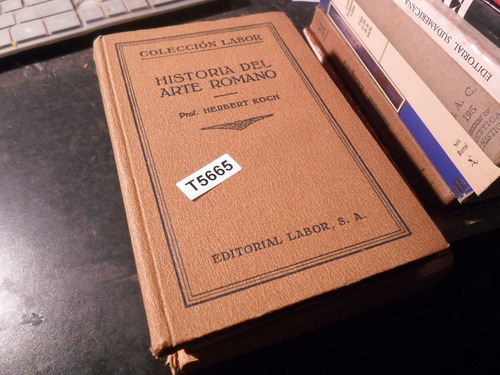 COLECCIÓN LABOR
HISTORIA DEL
ARTE ROMANO
Prof. HERBERT KOCH
T5665
EDITORIAL LABOR, S. A.
EDITORIAL SUDAMERICANA